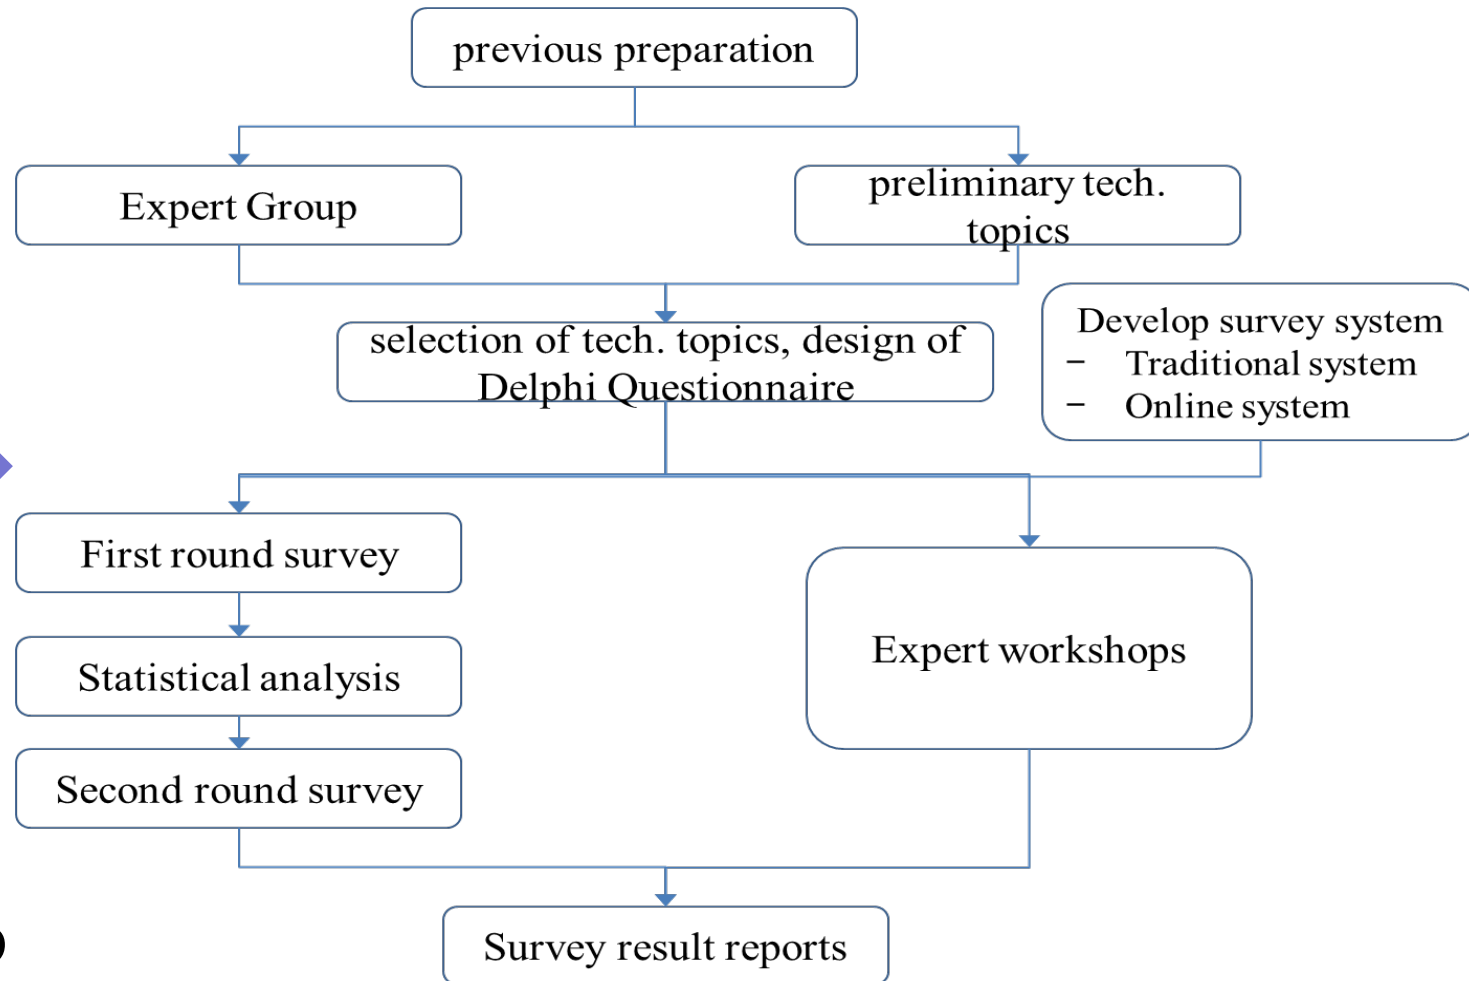 previous preparation
Expert Group
preliminary tech.
topics
selection of tech. topics, design of
Delphi Questionnaire
Develop survey system
– Traditional system
– Online system
First round survey
Statistical analysis
Second round survey
Expert workshops
Survey result reports